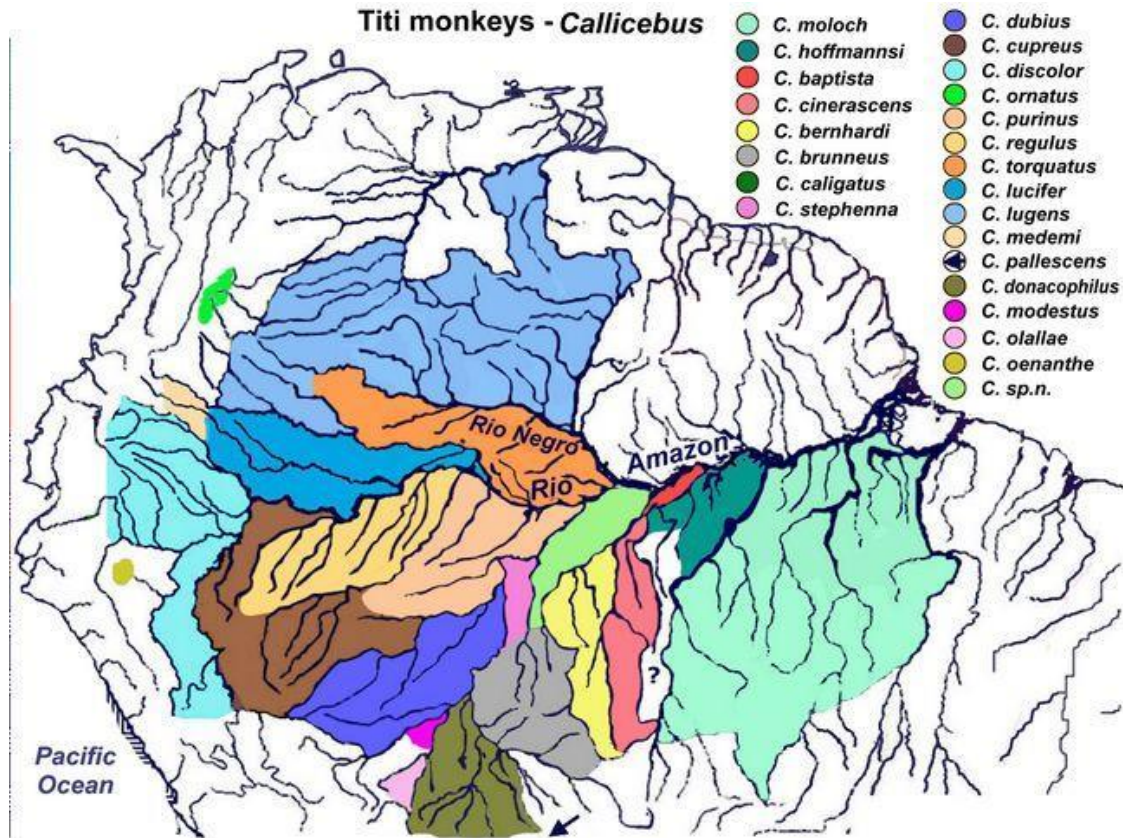 Titi monkeys - Callicebus
C. moloch
C. hoffmannsi
C. baptista
C. cinerascens
C. bernhardi
C. brunneus
C. caligatus
C. stephenna
C. dubius
C. cupreus
C. discolor
C. ornatus
C. purinus
C. regulus
C. torquatus
C. lucifer
C. lugens
C. medemi
C. pallescens
C. donacophilus
C. modestus
C. olallae
C. oenanthe
C. sp.n.
Rio Negro
Rio
Amazon
?
Pacific
Ocean